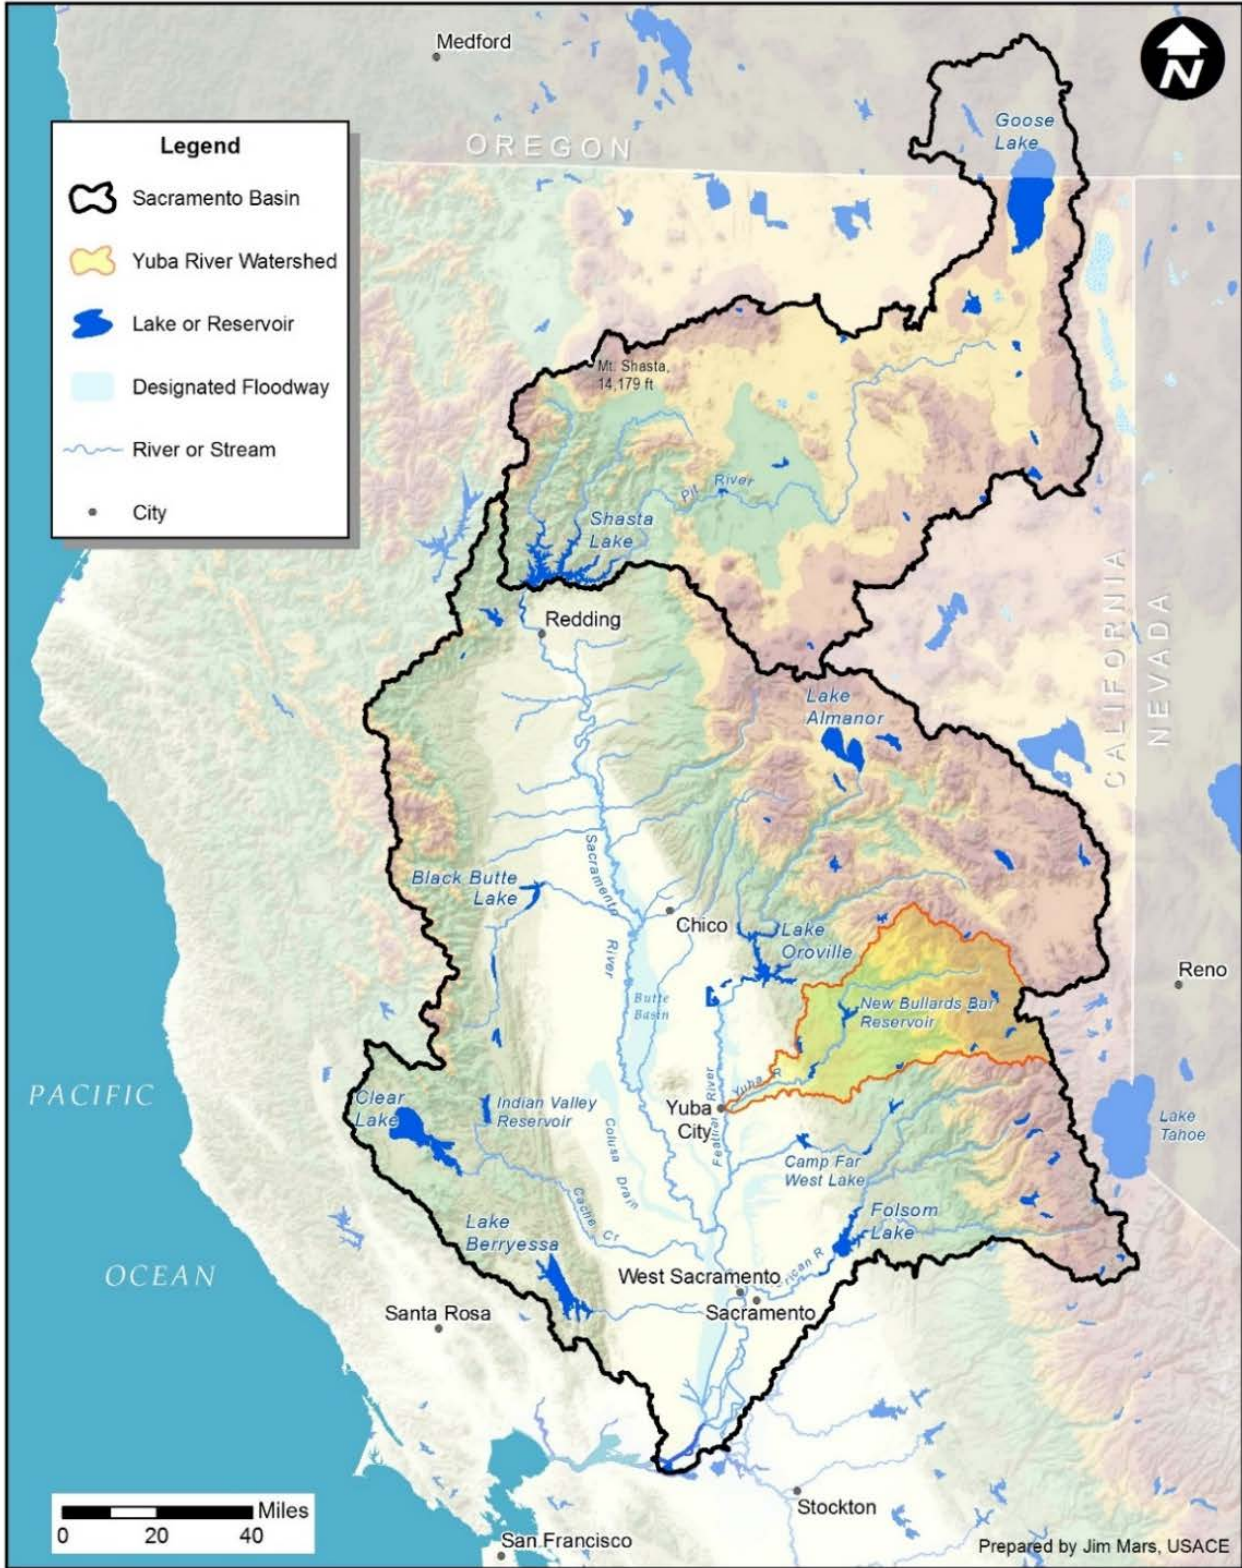 Medford
N
Goose
Lake
OREGON
Legend
Sacramento Basin
Yuba River Watershed
Lake or Reservoir
Designated Floodway
River or Stream
City
Mt. Shasta,
14,179 ft
Pit River
Shasta
Lake
Redding
CALIFORNIA
NEVADA
Lake
Almanor
Sacramento
River
Black Butte
Lake
Chico
Lake
Oroville
Reno
Butte
Basin
New Bullards Bar
Reservoir
PACIFIC
OCEAN
Clear
Lake
Indian Valley
Reservoir
Yuba R
Yuba
City
Feather River
Lake
Tahoe
Colusa Drain
Camp Far
West Lake
Cache Cr
Folsom
Lake
Lake
Berryessa
West Sacramento
rican R
Sacramento
Santa Rosa
Stockton
Miles
0 20 40
San Francisco
Prepared by Jim Mars, USACE